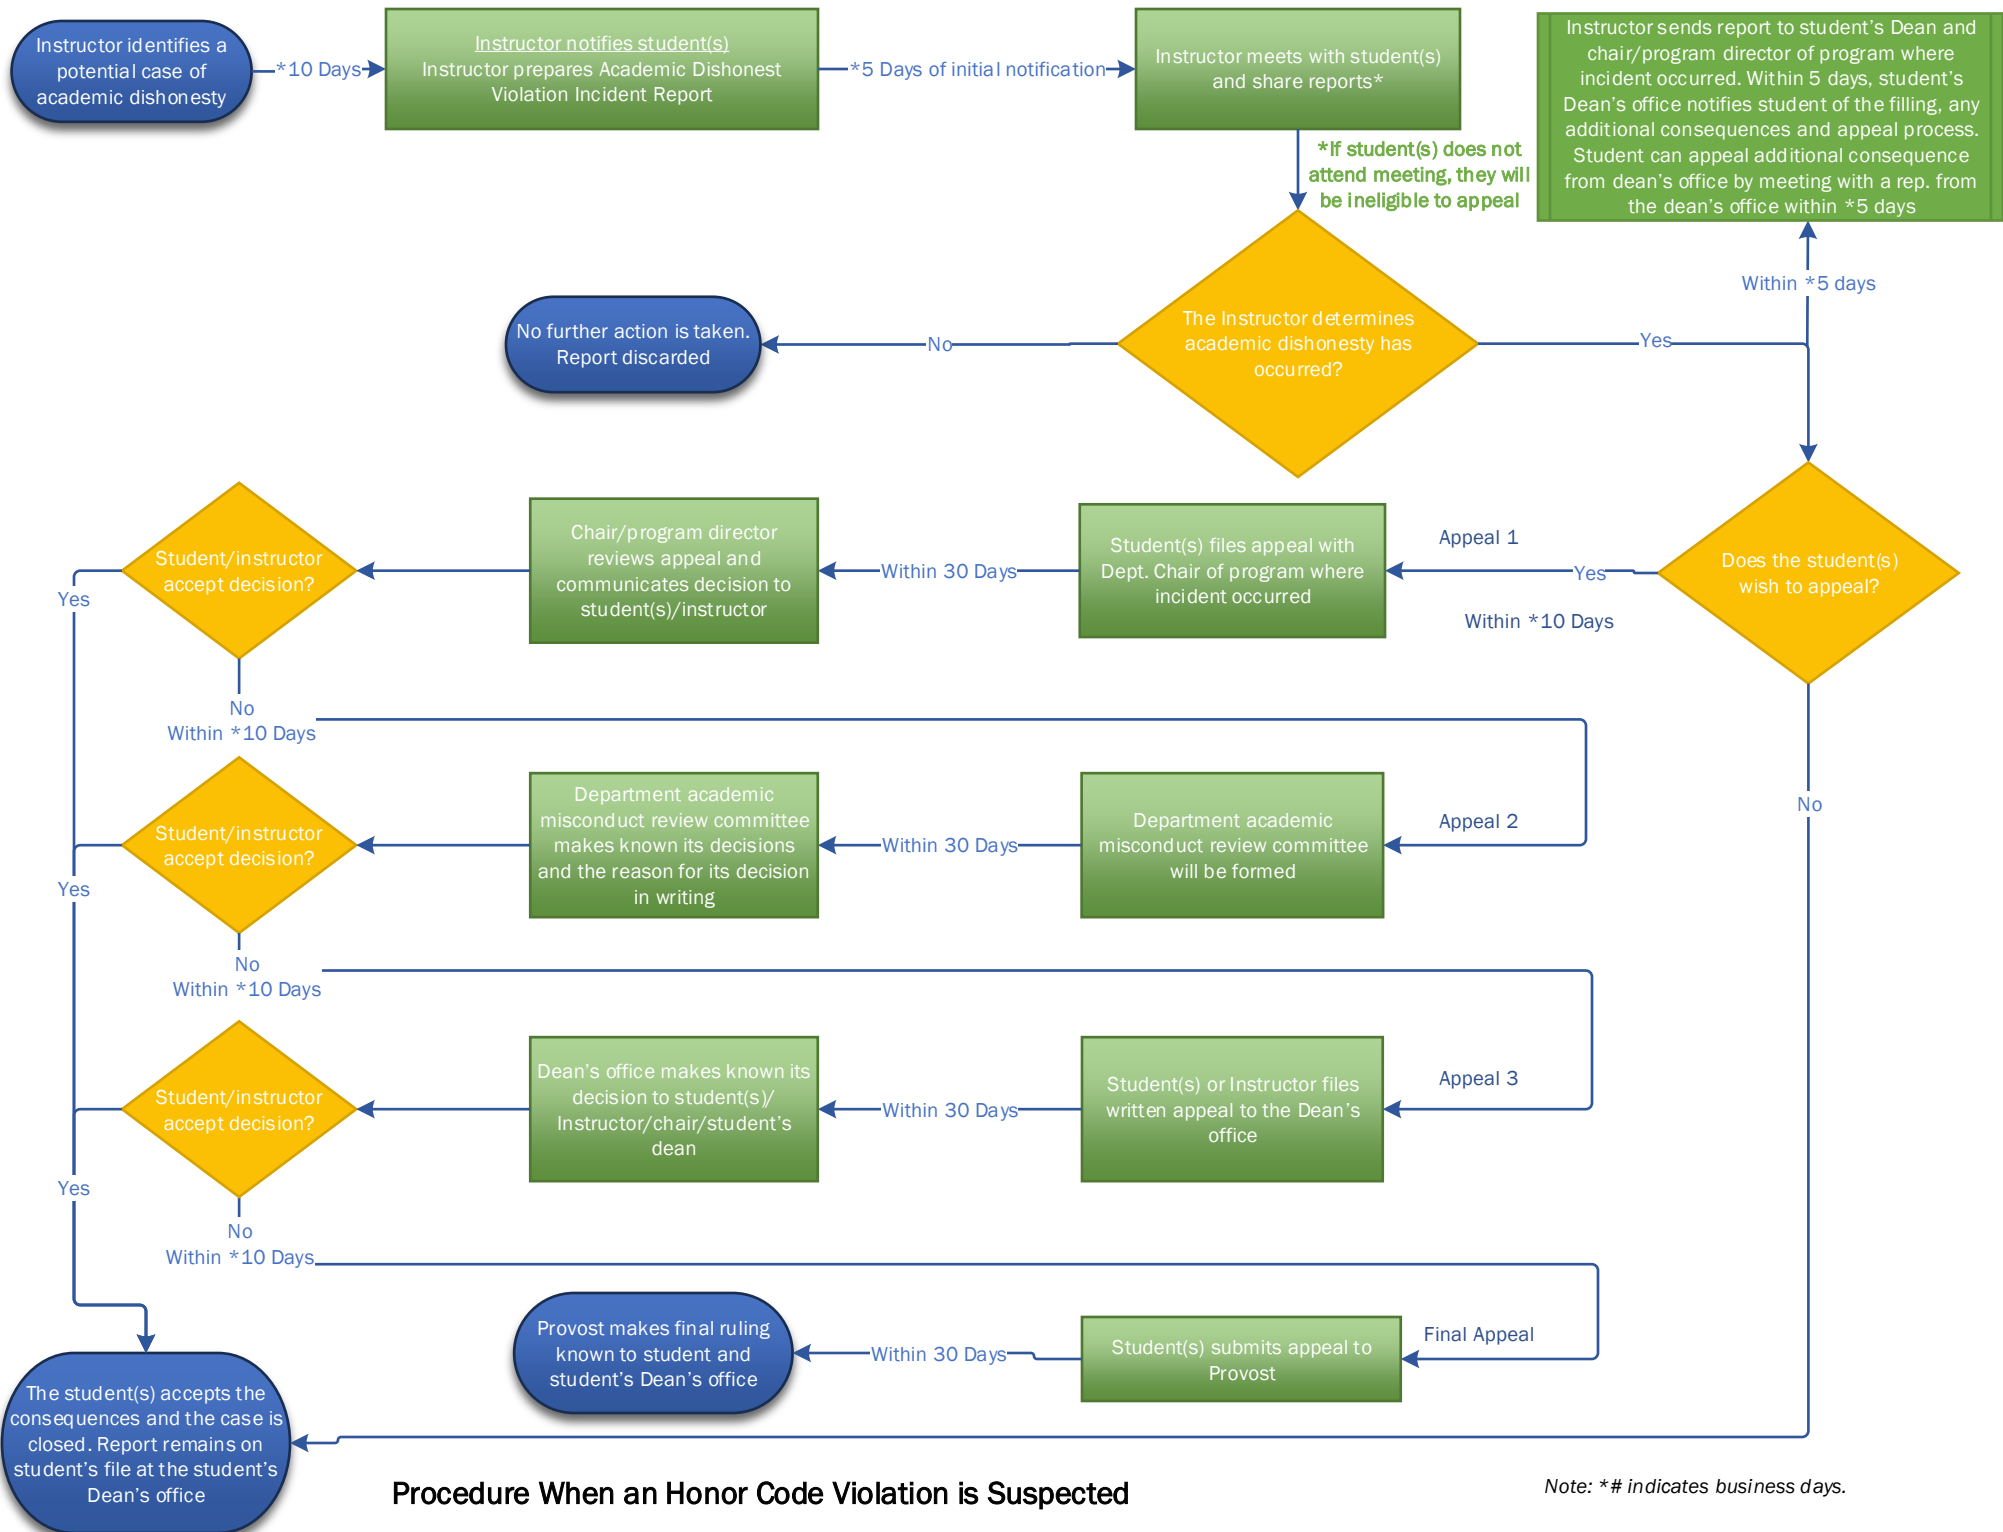 Instructor identifies a
potential case of
academic dishonesty
*10 Days
Instructor notifies student(s)
Instructor prepares Academic Dishonest
Violation Incident Report
*5 Days of initial notification
Instructor meets with student(s)
and share reports*
*If student(s) does not
attend meeting, they will
be ineligible to appeal
Instructor sends report to student's Dean and
chair/program director of program where
incident occurred. Within 5 days, student's
Dean's office notifies student of the filling, any
additional consequences and appeal process.
Student can appeal additional consequence
from dean's office by meeting with a rep. from
the dean's office within *5 days
Within *5 days
The Instructor determines
academic dishonesty has
occurred?
No
No further action is taken.
Report discarded
Yes
Does the student(s)
wish to appeal?
Appeal 1
Yes
Within *10 Days
Student(s) files appeal with
Dept. Chair of program where
incident occurred
Within 30 Days
Chair/program director
reviews appeal and
communicates decision to
student(s)/instructor
Student/instructor
accept decision?
Yes
No
Within *10 Days
No
Appeal 2
Department academic
misconduct review committee
will be formed
Within 30 Days
Department academic
misconduct review committee
makes known its decisions
and the reason for its decision
in writing
Student/instructor
accept decision?
Yes
No
Within *10 Days
Appeal 3
Student(s) or Instructor files
written appeal to the Dean's
office
Within 30 Days
Dean's office makes known its
decision to student(s)/
Instructor/chair/student's
dean
Student/instructor
accept decision?
Yes
No
Within *10 Days
Final Appeal
Student(s) submits appeal to
Provost
Within 30 Days
Provost makes final ruling
known to student and
student's Dean's office
The student(s) accepts the
consequences and the case is
closed. Report remains on
student's file at the student's
Dean's office
Procedure When an Honor Code Violation is Suspected
Note: *# indicates business days.